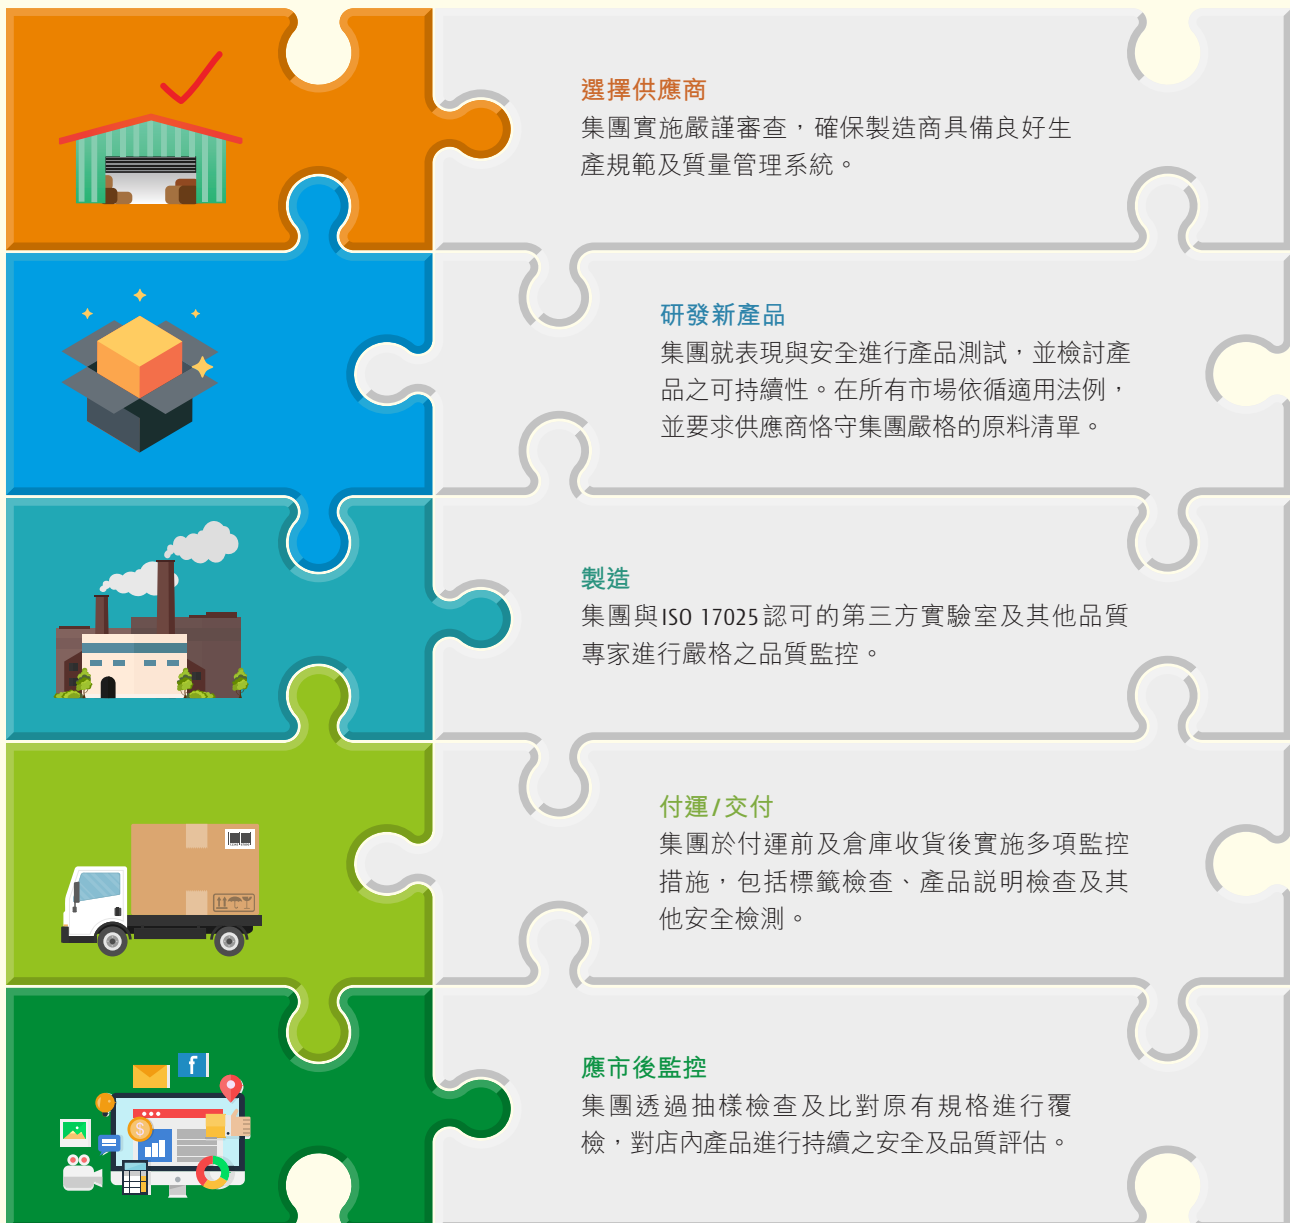 選擇供應商
集團實施嚴謹審查，確保製造商具備良好生
產規範及質量管理系統。
研發新產品
集團就表現與安全進行產品測試，並檢討產
品之可持續性。在所有市場依循適用法例，
並要求供應商恪守集團嚴格的原料清單。
製造
集團與ISO 17025認可的第三方實驗室及其他品質
專家進行嚴格之品質監控。
付運/交付
集團於付運前及倉庫收貨後實施多項監控
措施，包括標籤檢查、產品説明檢查及其
他安全檢測。
f
$
應市後監控
集團透過抽樣檢查及比對原有規格進行覆
檢，對店內產品進行持續之安全及品質評估。